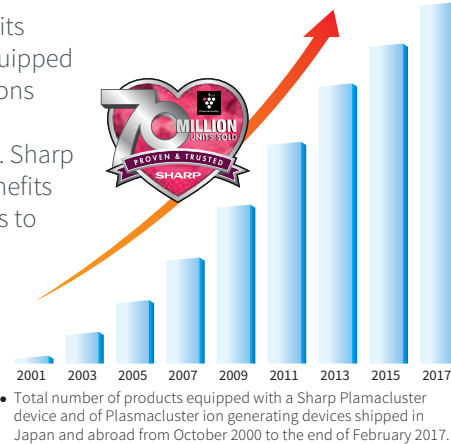 its
uipped
ons
. Sharp
nefits
s to
70
MILLION
UNITS SOLD
PROVEN & TRUSTED
SHARP
2001 2003 2005 2007 2009 2011 2013 2015 2017
• Total number of products equipped with a Sharp Plamacluster
device and of Plasmacluster ion generating devices shipped in
Japan and abroad from October 2000 to the end of February 2017.